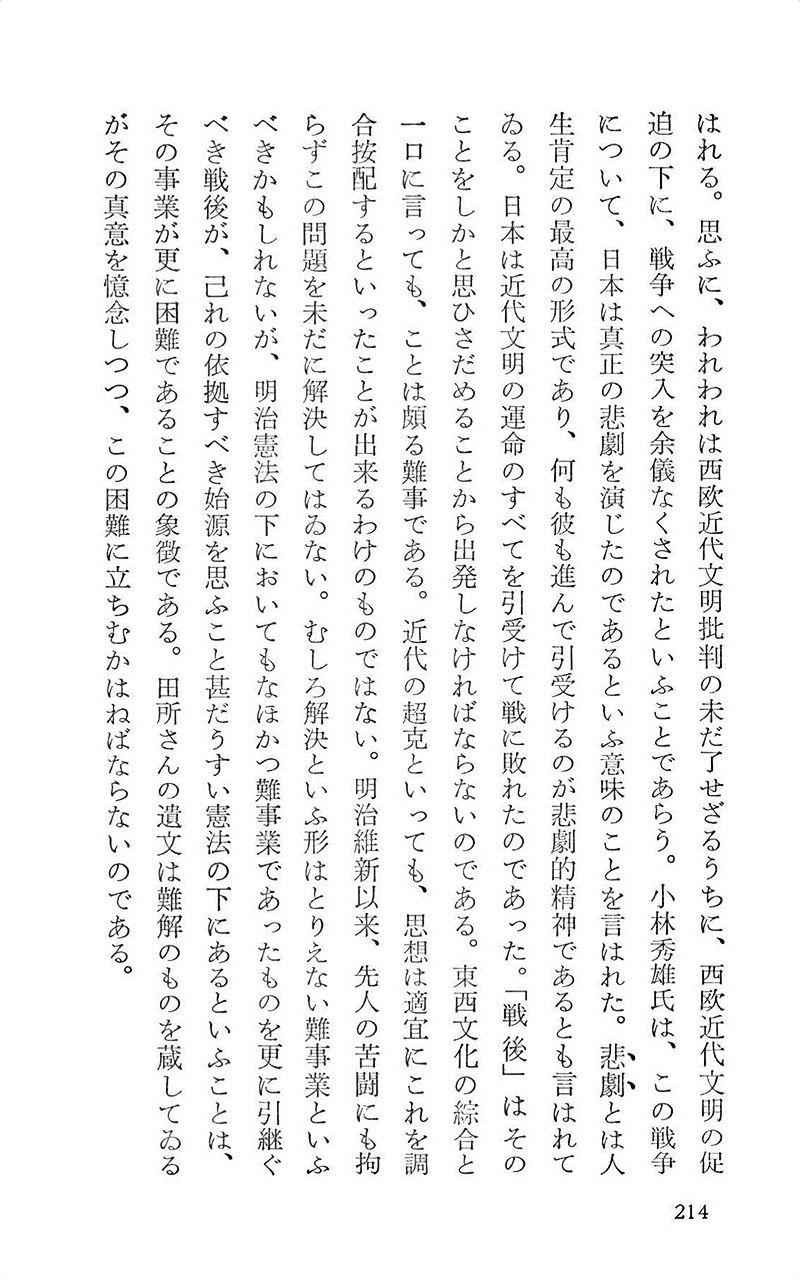 はれる。思ふに、われわれは西欧近代文明批判の未だ了せざるうちに、西欧近代文明の促
迫の下に、戦争への突入を余儀なくされたといふことであらう。小林秀雄氏は、この戦争
について、日本は真正の悲劇を演じたのであるといふ意味のことを言はれた。悲劇とは人
生肯定の最高の形式であり、何も彼も進んで引受けるのが悲劇的精神であるとも言はれて
ゐる。日本は近代文明の運命のすべてを引受けて戦に敗れたのであった。「戦後」はその
ことをしかと思ひさだめることから出発しなければならないのである。東西文化の綜合と
一口に言っても、ことは頗る難事である。近代の超克といっても、思想は適宜にこれを調
合按配するといったことが出来るわけのものではない。明治維新以来、先人の苦闘にも拘
らずこの問題を未だに解決してはゐない。むしろ解決といふ形はとりえない難事業といふ
べきかもしれないが、明治憲法の下においてもなほかつ難事業であったものを更に引継ぐ
べき戦後が、己れの依拠すべき始源を思ふこと甚だうすい憲法の下にあるといふことは、
その事業が更に困難であることの象徴である。田所さんの遺文は難解のものを蔵してゐる
がその真意を憶念しつつ、この困難に立ちむかはねばならないのである。
214